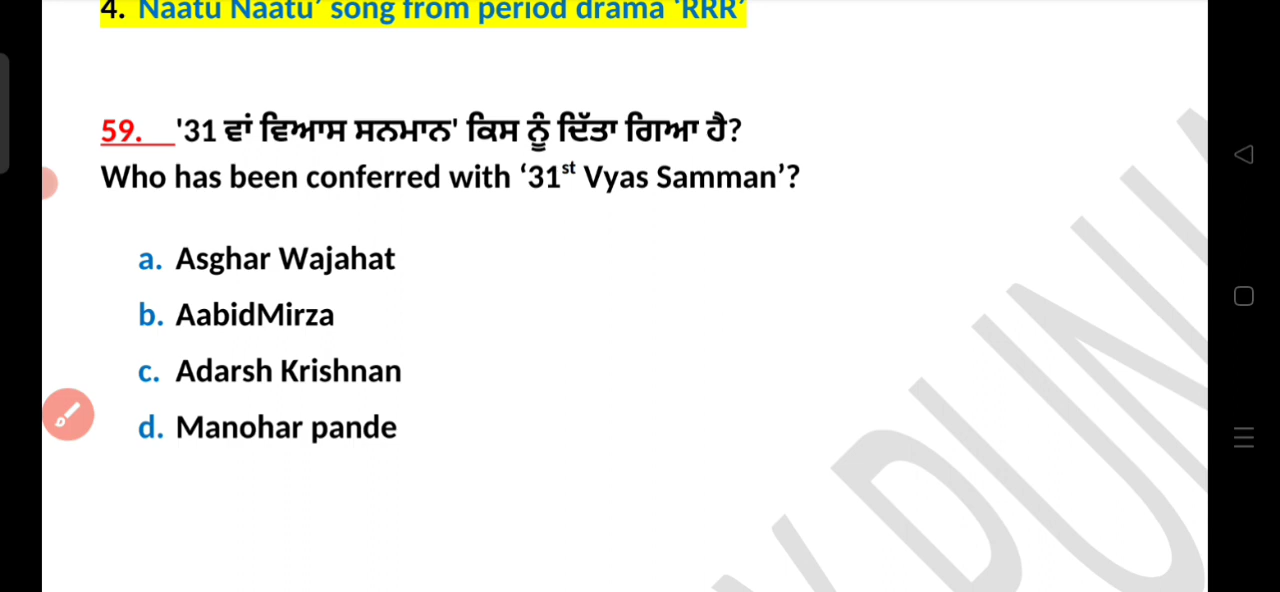 4. Naatu Naatu’ song from period drama ‘RRR’
59. '31 ਵਾਂ ਵਿਆਸ ਸਨਮਾਨ' ਕਿਸ ਨੂੰ ਦਿੱਤਾ ਗਿਆ ਹੈ?
Who has been conferred with ‘31st Vyas Samman’?
a. Asghar Wajahat
b. AabidMirza
c. Adarsh Krishnan
d. Manohar pande